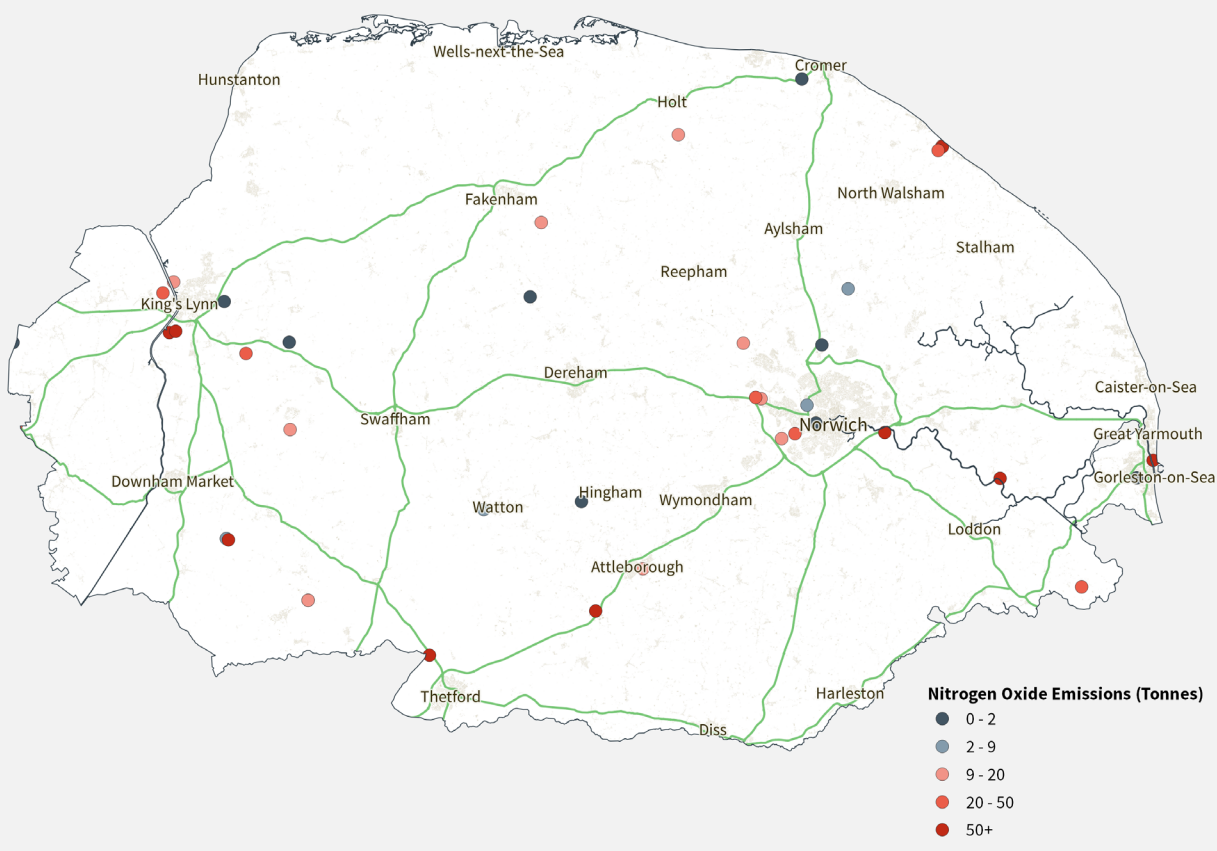 Wells-next-the-Sea
Cromer
Hunstanton
Holt
North Walsham
Fakenham
Aylsham
Stalham
Reepham
King's Lynn
Dereham
Caister-on-Sea
Swaffham
Norwich
Great Yarmouth
Downham Market
Gorleston-on-Sea
Hingham
Wymondham
Watton
Loddon
Attleborough
Thetford
Harleston
Diss
Nitrogen Oxide Emissions (Tonnes)
0 - 2
2 - 9
9 - 20
20 - 50
50+